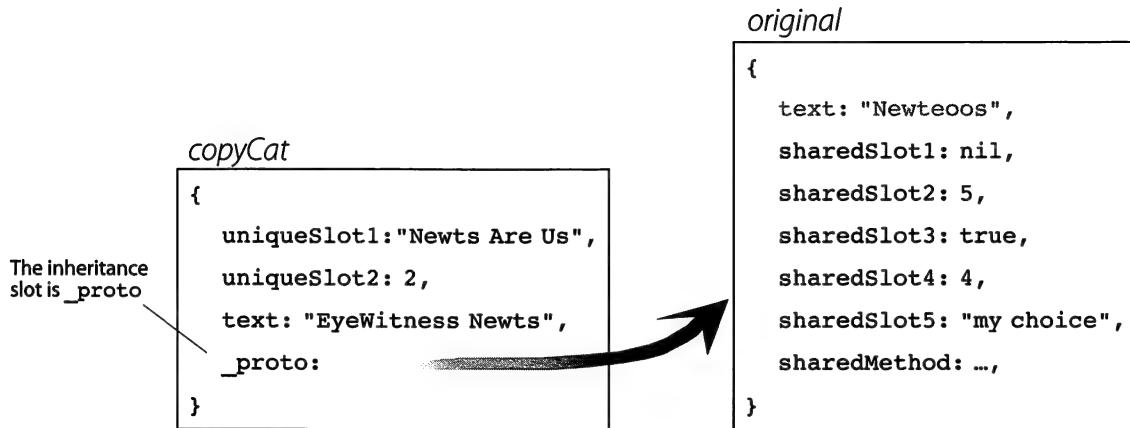 original
{
text: "Newteoos",
sharedSlot1: nil,
sharedSlot2: 5,
sharedSlot3: true,
sharedSlot4: 4,
sharedSlot5: "my choice",
sharedMethod: …,
}
copyCat
{
uniqueSlot1:"Newts Are Us",
uniqueSlot2: 2,
text: "EyeWitness Newts",
_proto:
}
The inheritance
slot is _proto